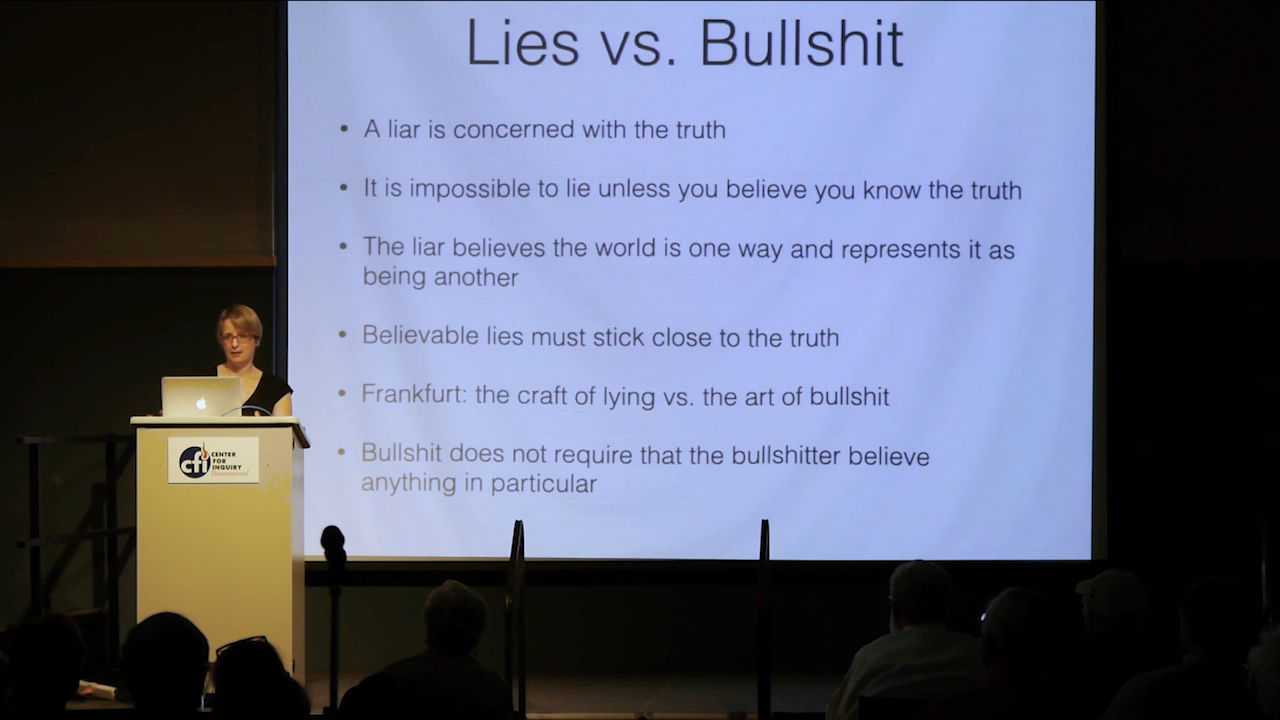 Lies vs. Bullshit
• A liar is concerned with the truth
• It is impossible to lie unless you believe you know the truth
• The liar believes the world is one way and represents it as
being another
• Believable lies must stick close to the truth
• Frankfurt: the craft of lying vs. the art of bullshit
• Bullshit does not require that the bullshitter believe
anything in particular
cfi
CENTER
FOR
INQUIRY
Transnational